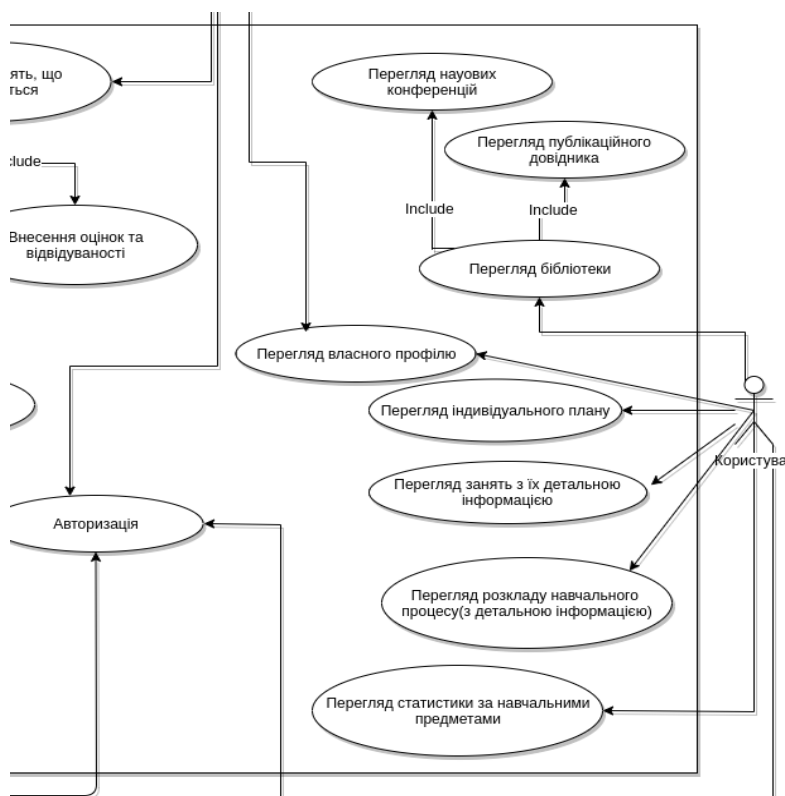 ять, що
ться
clude
Внесення оцінок та
відвідуваності
Перегляд наукових
конференцій
Перегляд публікаційного
довідника
Include
Include
Перегляд бібліотеки
Перегляд власного профілю
Перегляд індивідуального плану
Користува
Перегляд занять з їх детальною
інформацією
Авторизація
Перегляд розкладу навчального
процесу(з детальною інформацією)
Перегляд статистики за навчальними
предметами